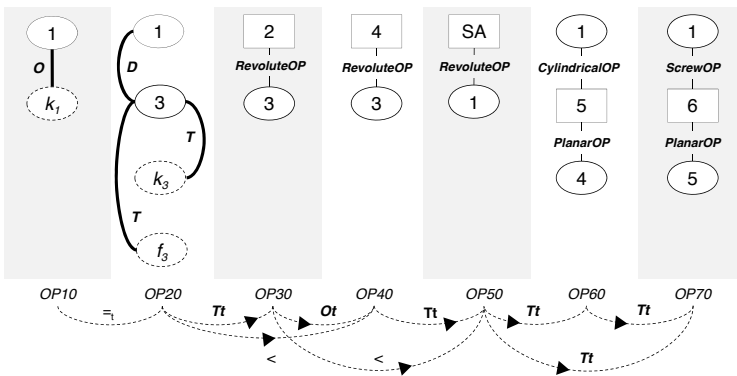 1 1 2 4 SA 1 1
O D RevoluteOP RevoluteOP RevoluteOP CylindricalOP ScrewOP
k1 3 3 3 1 5 6
T PlanarOP PlanarOP
k3 4 5
T
f3
OP10 OP20 OP30 OP40 OP50 OP60 OP70
=t Tt Ot Tt Tt Tt
< < Tt